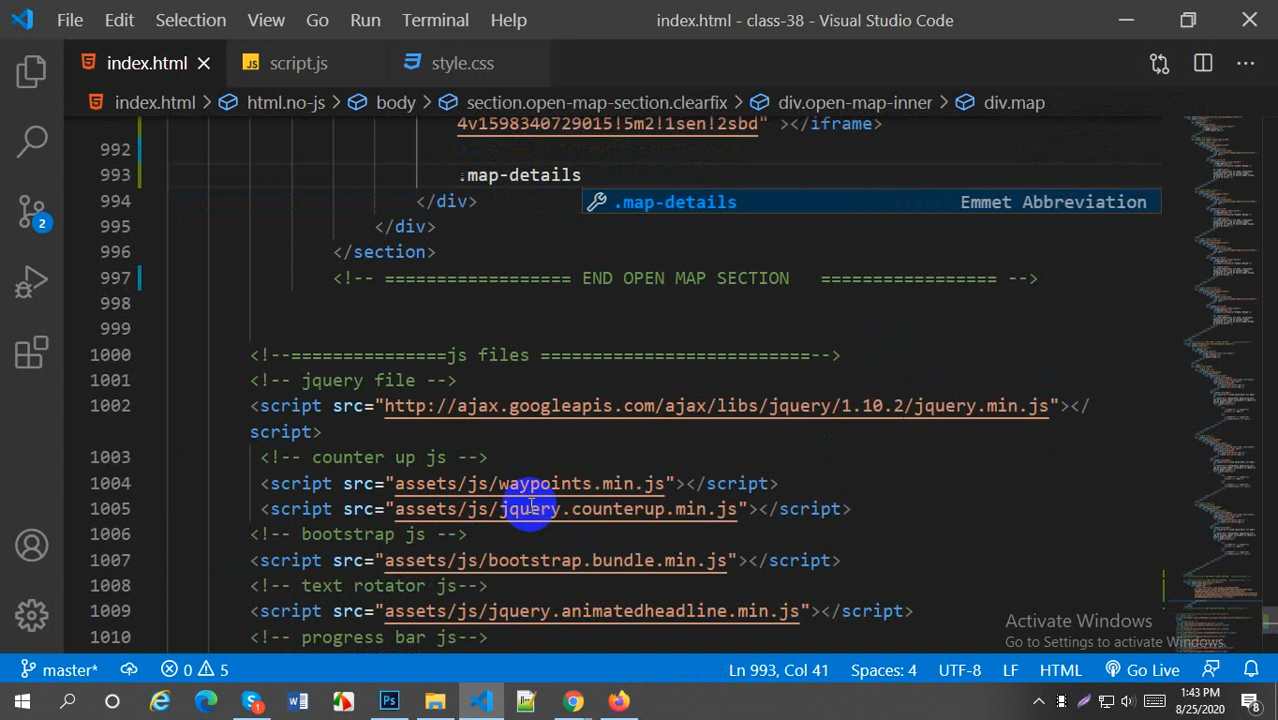 File Edit Selection View Go Run Terminal Help index.html - class-38 - Visual Studio Code
index.html script.js style.css
index.html > html.no-js > body > section.open-map-section.clearfix > div.open-map-inner > div.map
4v1598340729015!5m2!1sen!2sbd" ></iframe>
992
993 .map-details
.map-details Emmet Abbreviation
994 </div>
995 </div>
996 </section>
997 <!-- ================== END OPEN MAP SECTION ================= -->
998
999
1000 <!--===============js files ==========================-->
1001 <!-- jquery file -->
1002 <script src="http://ajax.googleapis.com/ajax/libs/jquery/1.10.2/jquery.min.js"></
script>
1003 <!-- counter up js -->
1004 <script src="assets/js/waypoints.min.js"></script>
1005 <script src="assets/js/jquery.counterup.min.js"></script>
1006 <!-- bootstrap js -->
1007 <script src="assets/js/bootstrap.bundle.min.js"></script>
1008 <!-- text rotator js-->
1009 <script src="assets/js/jquery.animatedheadline.min.js"></script>
1010 <!-- progress bar js-->
Activate Windows
Go to Settings to activate Windows.
2
master* 0 5 Ln 993, Col 41 Spaces: 4 UTF-8 LF HTML Go Live
1:43 PM
8/25/2020